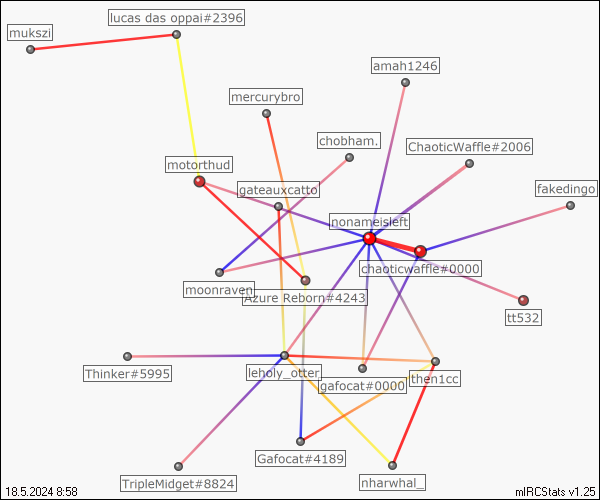 lucas das oppai#2396
mukszi
amah1246
mercurybro
chobham.
ChaoticWaffle#2006
motorthud
gateauxcatto
fakedingo
nonameisleft
chaoticwaffle#0000
moonraven
Azure Reborn#4243
tt532
Thinker#5995
leholy_otter
gafocat#0000
then1cc
Gafocat#4189
TripleMidget#8824
nharwhal_
18.5.2024 8:58
mIRCStats v1.25